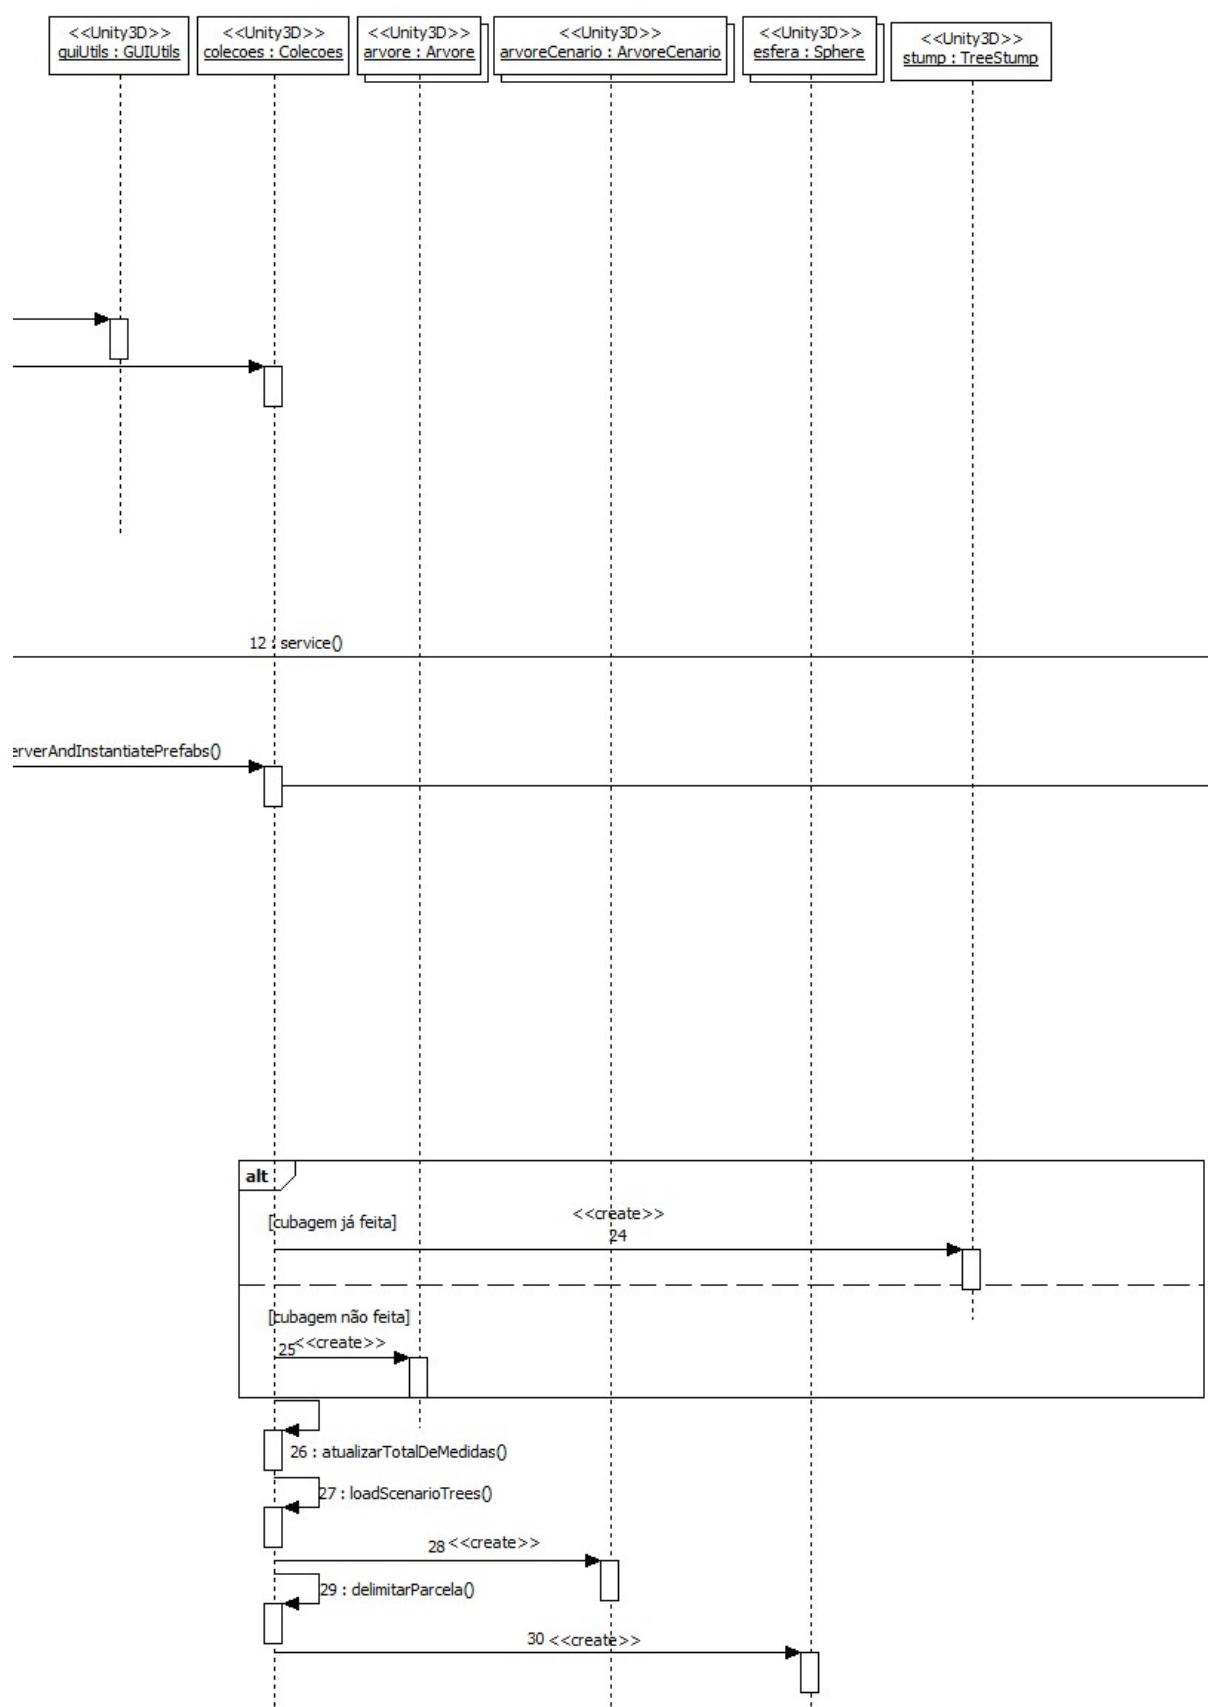 <<Unity3D>>
guiUtils : GUIUtils
<<Unity3D>>
colecoes : Colecoes
<<Unity3D>>
arvore : Arvore
<<Unity3D>>
arvoreCenario : ArvoreCenario
<<Unity3D>>
esfera : Sphere
<<Unity3D>>
stump : TreeStump
12 : service()
erverAndInstantiatePrefabs()
alt
[cubagem já feita]
<<create>>
24
[cubagem não feita]
<<create>>
25
26 : atualizarTotalDeMedidas()
27 : loadScenarioTrees()
28 <<create>>
29 : delimitarParcela()
30 <<create>>